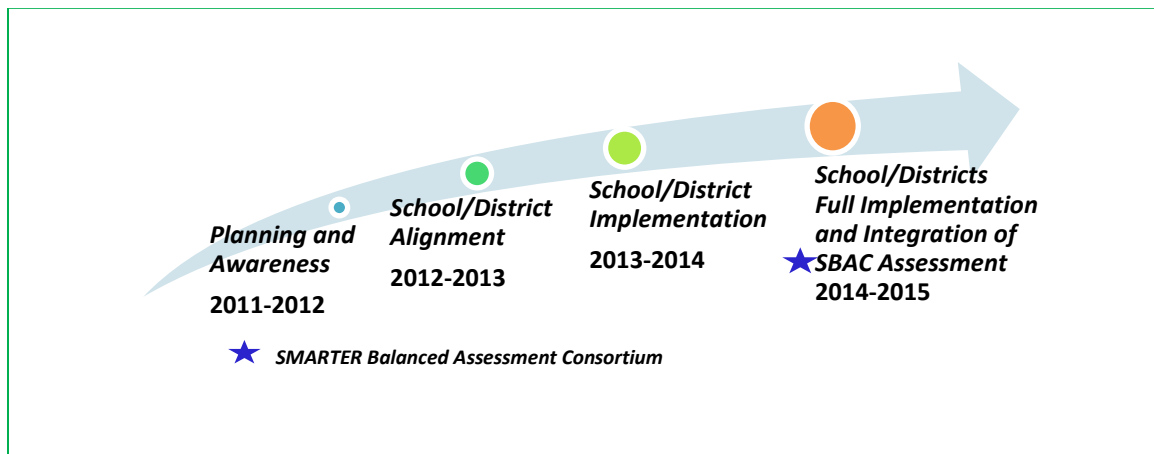 Planning and
Awareness
2011-2012
School/District
Alignment
2012-2013
School/District
Implementation
2013-2014
School/Districts
Full Implementation
and Integration of
SBAC Assessment
2014-2015
SMARTER Balanced Assessment Consortium